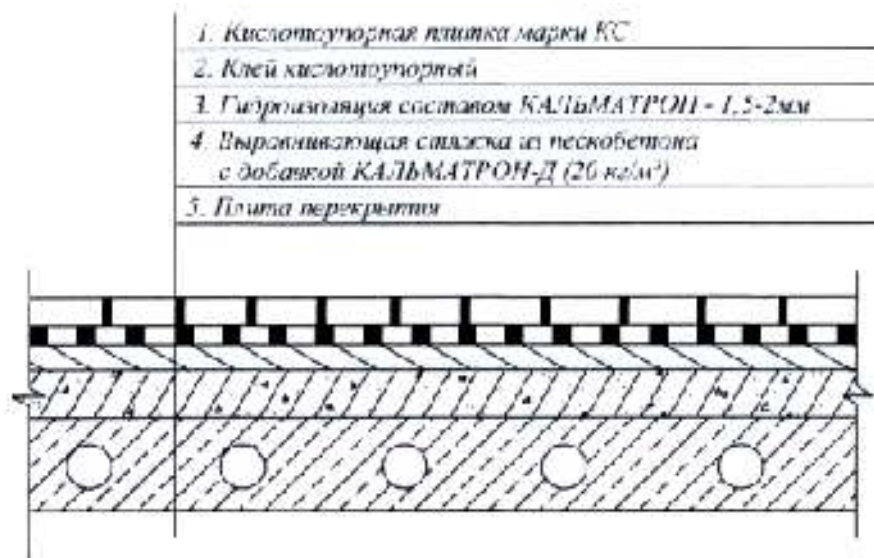 1. Кислотоупорная плитка марки КС
2. Клей кислотоупорный
3. Гидроизоляция составом КАЛЬМАТРОН - 1,5-2мм
4. Выравнивающая стяжка из пескобетона
с добавкой КАЛЬМАТРОН-Д (20 кг/м³)
5. Плита перекрытия